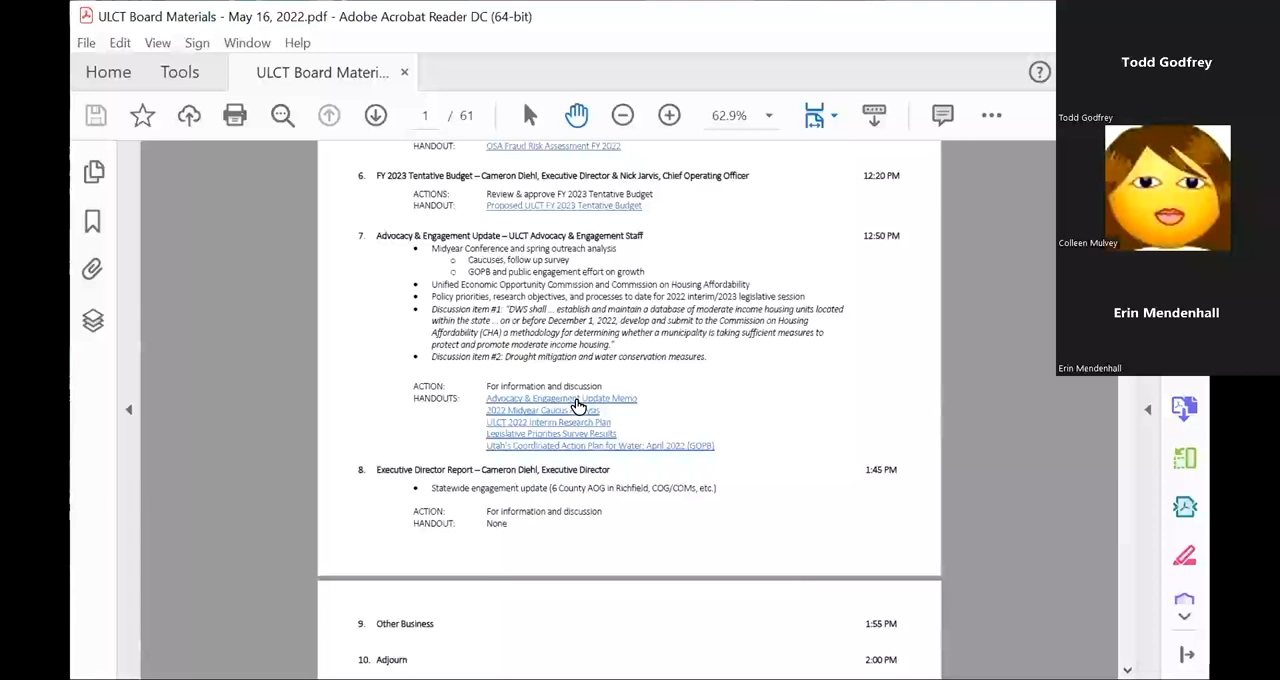 ULCT Board Materials - May 16, 2022.pdf - Adobe Acrobat Reader DC (64-bit)
File Edit View Sign Window Help
Home Tools ULCT Board Materi... ×
1 / 61 62.9%
HANDOUT: OSA Fraud Risk Assessment FY 2022
6. FY 2023 Tentative Budget – Cameron Diehl, Executive Director & Nick Jarvis, Chief Operating Officer 12:20 PM
ACTIONS: Review & approve FY 2023 Tentative Budget
HANDOUT: Proposed ULCT FY 2023 Tentative Budget
7. Advocacy & Engagement Update – ULCT Advocacy & Engagement Staff 12:50 PM
• Midyear Conference and spring outreach analysis
o Caucuses, follow up survey
o GOPB and public engagement effort on growth
• Unified Economic Opportunity Commission and Commission on Housing Affordability
• Policy priorities, research objectives, and processes to date for 2022 interim/2023 legislative session
• Discussion item #1: "DWS shall ... establish and maintain a database of moderate income housing units located
within the state ... on or before December 1, 2022, develop and submit to the Commission on Housing
Affordability (CHA) a methodology for determining whether a municipality is taking sufficient measures to
protect and promote moderate income housing."
• Discussion item #2: Drought mitigation and water conservation measures.
ACTION: For information and discussion
HANDOUTS: Advocacy & Engagement Update Memo
2022 Midyear Caucus Analysis
ULCT 2022 Interim Research Plan
Legislative Priorities Survey Results
Utah's Coordinated Action Plan for Water: April 2022 (GOPB)
8. Executive Director Report – Cameron Diehl, Executive Director 1:45 PM
• Statewide engagement update (6 County AOG in Richfield, COG/COMs, etc.)
ACTION: For information and discussion
HANDOUT: None
9. Other Business 1:55 PM
10. Adjourn 2:00 PM
Todd Godfrey
Todd Godfrey
Colleen Mulvey
Erin Mendenhall
Erin Mendenhall